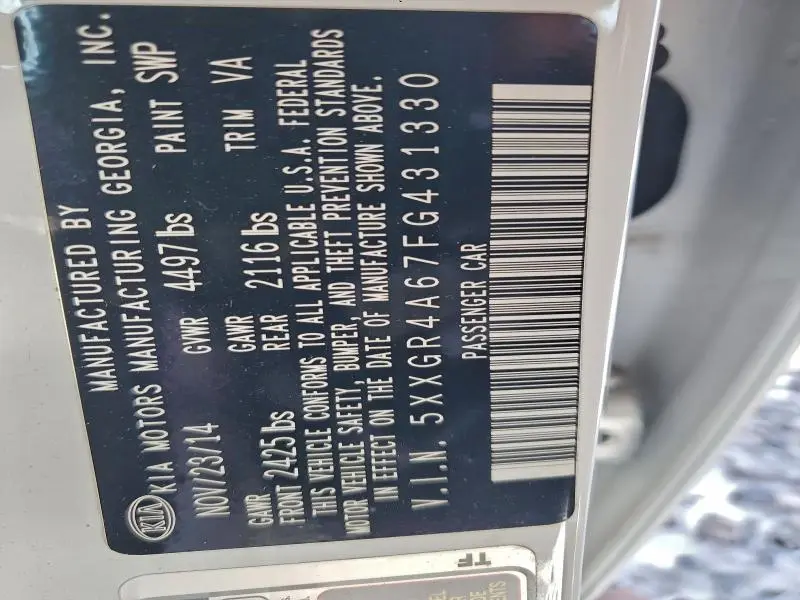 MANUFACTURED BY
KIA KIA MOTORS MANUFACTURING GEORGIA, INC.
NOV/23/14 GVWR 4497lbs PAINT SWP
GAWR GAWR TRIM VA
FRONT 2425lbs REAR 2116lbs
THIS VEHICLE CONFORMS TO ALL APPLICABLE U.S.A. FEDERAL
MOTOR VEHICLE SAFETY, BUMPER, AND THEFT PREVENTION STANDARDS
IN EFFECT ON THE DATE OF MANUFACTURE SHOWN ABOVE.
V.I.N. 5XXGR4A67FG431330
PASSENGER CAR
TF